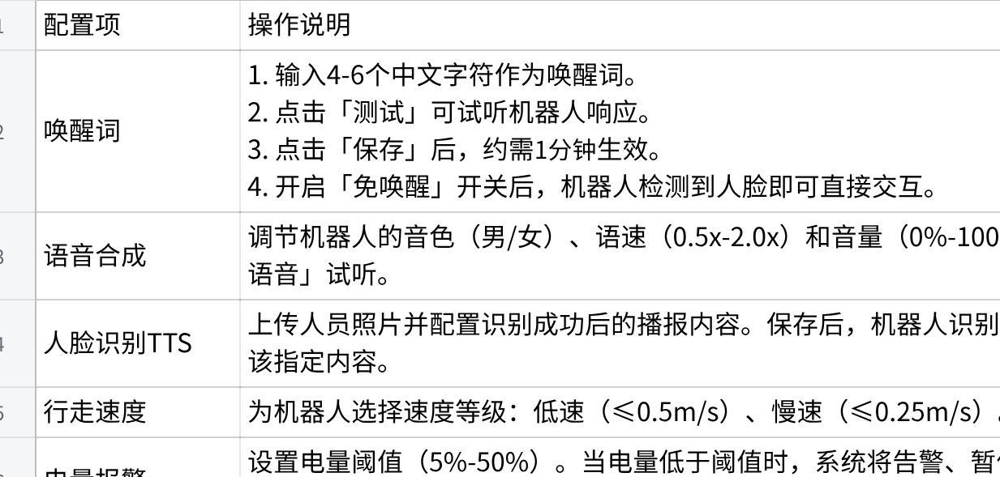 1 配置项 操作说明
1. 输入4-6个中文字符作为唤醒词。
2. 点击「测试」可试听机器人响应。
2 唤醒词
3. 点击「保存」后，约需1分钟生效。
4. 开启「免唤醒」开关后，机器人检测到人脸即可直接交互。
3 语音合成
调节机器人的音色（男/女）、语速（0.5x-2.0x）和音量（0%-100
语音」试听。
4 人脸识别TTS
上传人员照片并配置识别成功后的播报内容。保存后，机器人识别
该指定内容。
5 行走速度 为机器人选择速度等级：低速（≤0.5m/s）、慢速（≤0.25m/s）
电量报警
设置电量阈值（5%-50%）。当电量低于阈值时，系统将告警、暂